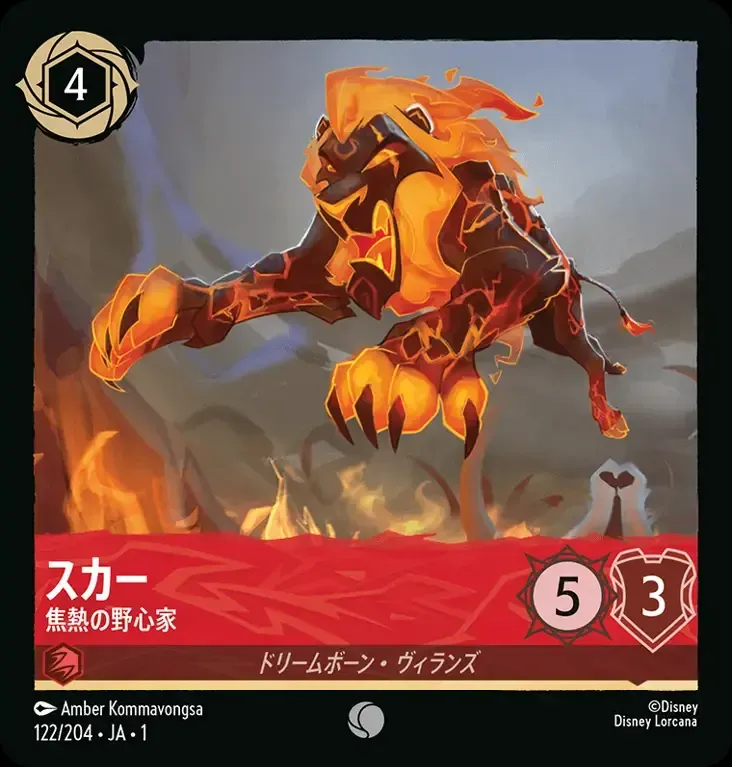 4
スカー
焦熱の野心家
5
3
ドリームボーン・ヴィランズ
Amber Kommavongsa
122/204・JA・1
©Disney
Disney Lorcana